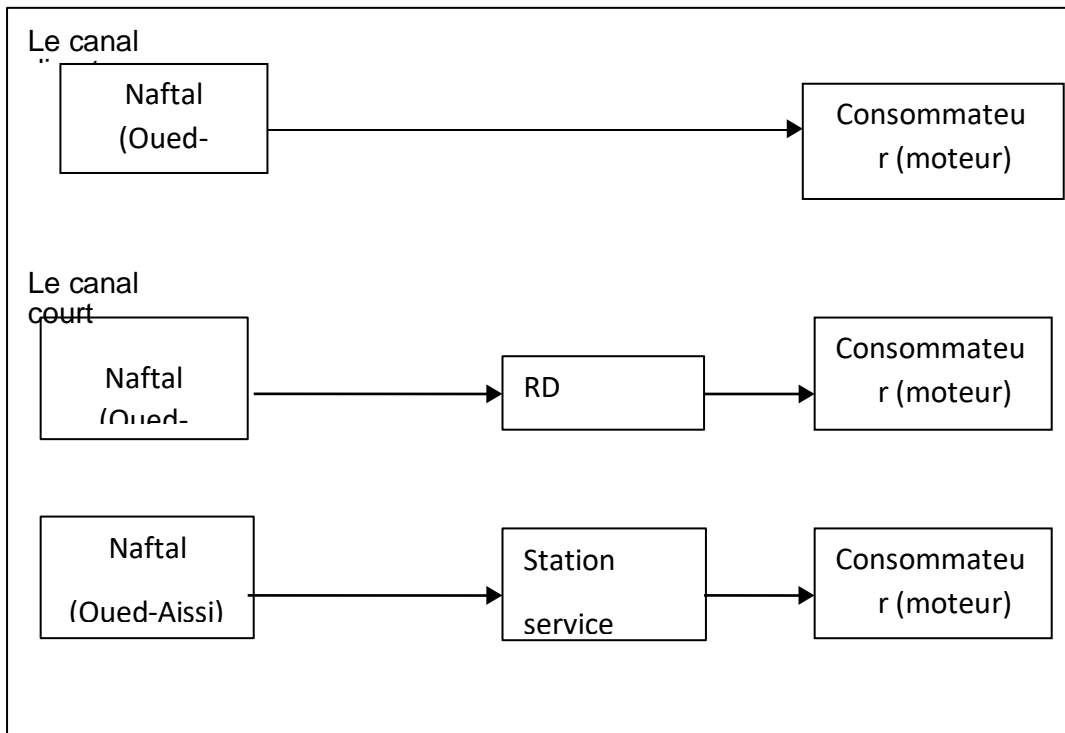 Le canal
Naftal
(Oued-
Consommateu
r (moteur)
Le canal
court
Naftal
(Oued-
RD
Consommateu
r (moteur)
Naftal
(Oued-Aissi)
Station
service
Consommateu
r (moteur)